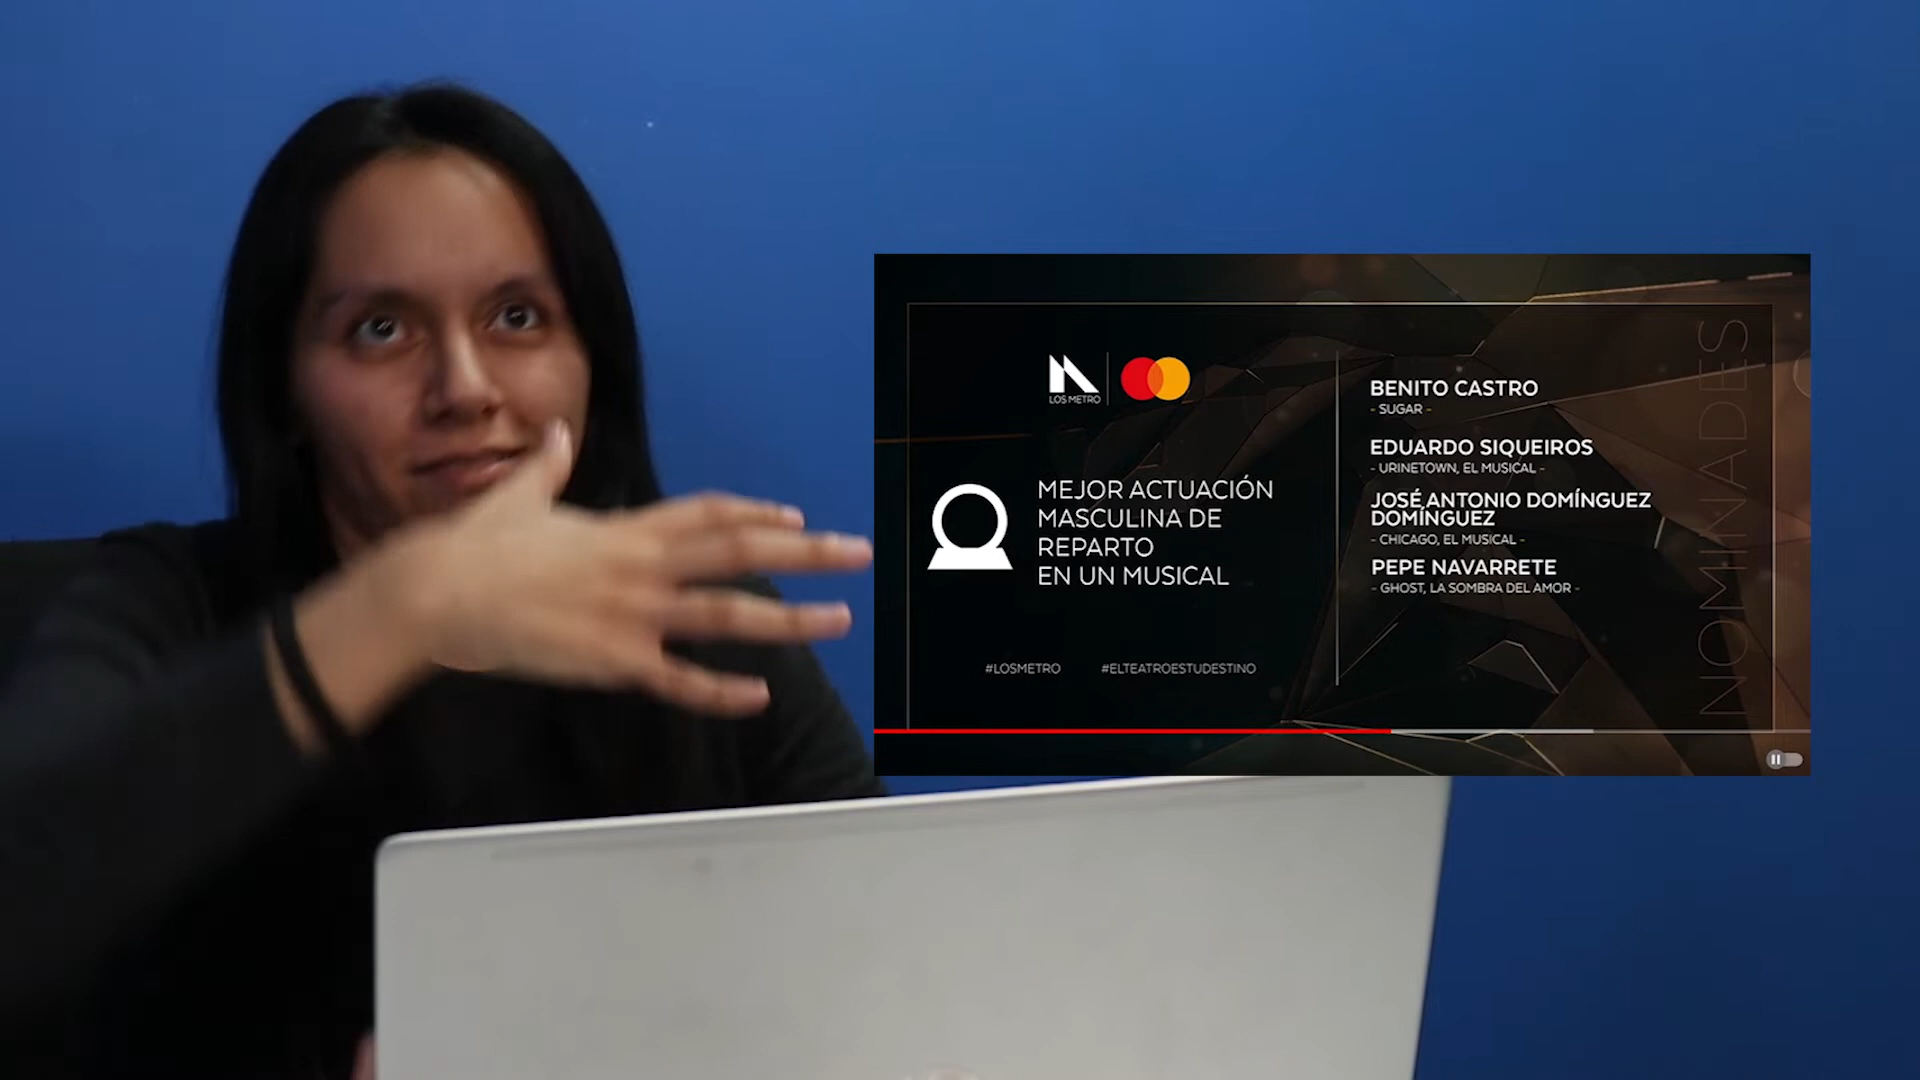 LOS METRO
MEJOR ACTUACIÓN
MASCULINA DE
REPARTO
EN UN MUSICAL
#LOSMETRO #ELTEATROESTUDESTINO
BENITO CASTRO
- SUGAR -
EDUARDO SIQUEIROS
- URINETOWN, EL MUSICAL -
JOSÉ ANTONIO DOMÍNGUEZ
DOMÍNGUEZ
- CHICAGO, EL MUSICAL -
PEPE NAVARRETE
- GHOST, LA SOMBRA DEL AMOR -
NOMINADES